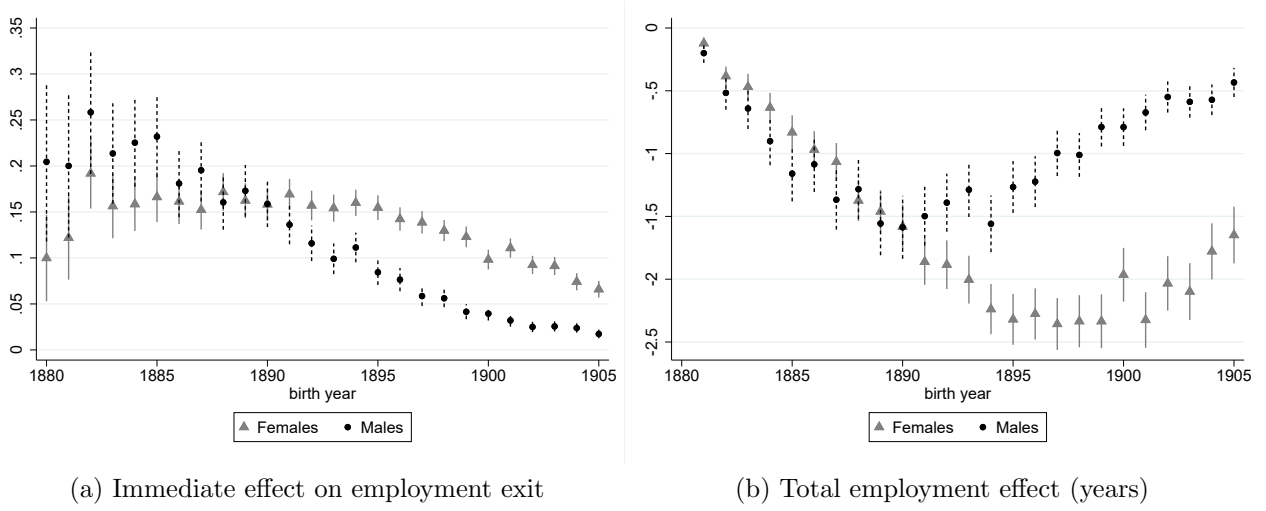 .35
.3
.25
.2
.15
.1
.05
0
1880 1885 1890 1895 1900 1905
birth year
Females Males
(a) Immediate effect on employment exit
0
-.5
-1
-1.5
-2
-2.5
1880 1885 1890 1895 1900 1905
birth year
Females Males
(b) Total employment effect (years)